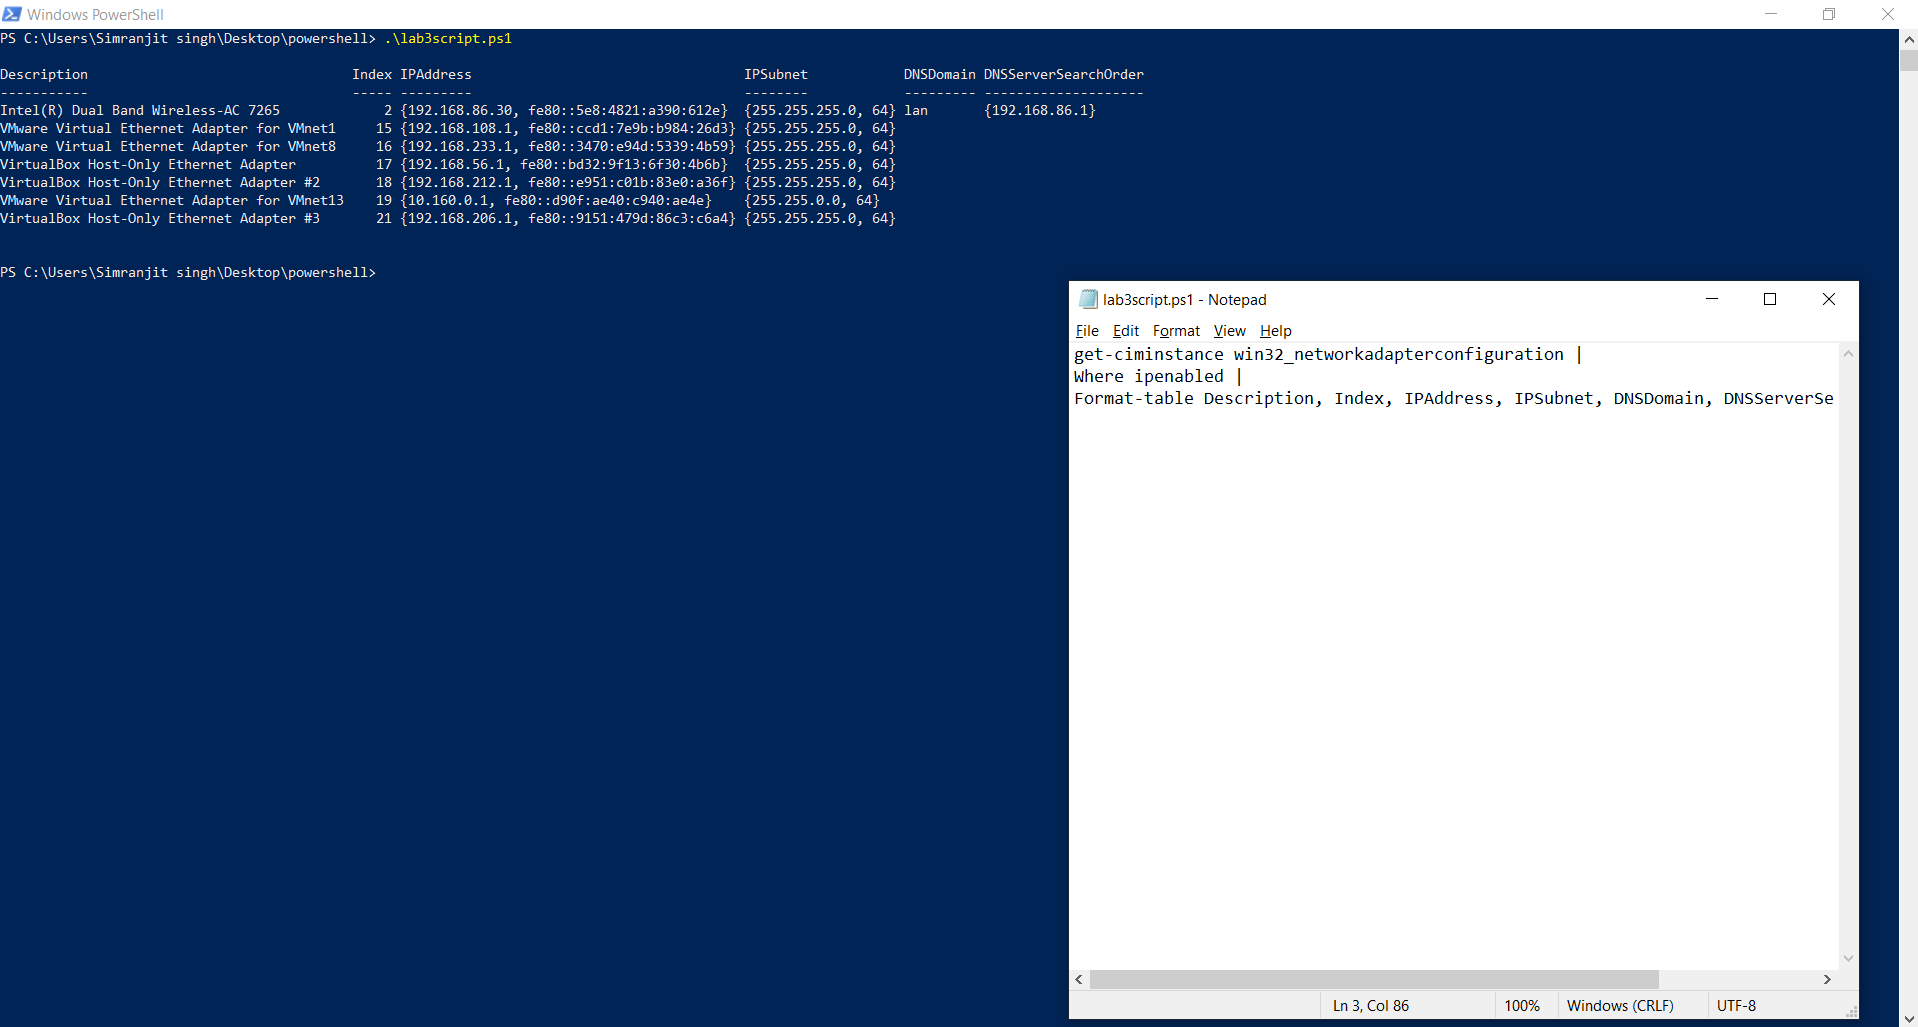 Windows PowerShell
PS C:\Users\Simranjit singh\Desktop\powershell> .\lab3script.ps1
Description Index IPAddress IPSubnet DNSDomain DNSServerSearchOrder
----------- ----- --------- -------- --------- --------------------
Intel(R) Dual Band Wireless-AC 7265 2 {192.168.86.30, fe80::5e8:4821:a390:612e} {255.255.255.0, 64} lan {192.168.86.1}
VMware Virtual Ethernet Adapter for VMnet1 15 {192.168.108.1, fe80::ccd1:7e9b:b984:26d3} {255.255.255.0, 64}
VMware Virtual Ethernet Adapter for VMnet8 16 {192.168.233.1, fe80::3470:e94d:5339:4b59} {255.255.255.0, 64}
VirtualBox Host-Only Ethernet Adapter 17 {192.168.56.1, fe80::bd32:9f13:6f30:4b6b} {255.255.255.0, 64}
VirtualBox Host-Only Ethernet Adapter #2 18 {192.168.212.1, fe80::e951:c01b:83e0:a36f} {255.255.255.0, 64}
VMware Virtual Ethernet Adapter for VMnet13 19 {10.160.0.1, fe80::d90f:ae40:c940:ae4e} {255.255.0.0, 64}
VirtualBox Host-Only Ethernet Adapter #3 21 {192.168.206.1, fe80::9151:479d:86c3:c6a4} {255.255.255.0, 64}
PS C:\Users\Simranjit singh\Desktop\powershell>
lab3script.ps1 - Notepad
File Edit Format View Help
get-ciminstance win32_networkadapterconfiguration |
Where ipenabled |
Format-table Description, Index, IPAddress, IPSubnet, DNSDomain, DNSServerSe
Ln 3, Col 86 100% Windows (CRLF) UTF-8